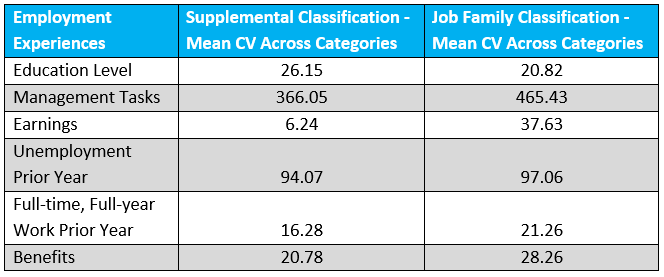 Employment Experiences Supplemental Classification - Mean CV Across Categories Job Family Classification - Mean CV Across Categories
Education Level 26.15 20.82
Management Tasks 366.05 465.43
Earnings 6.24 37.63
Unemployment Prior Year 94.07 97.06
Full-time, Full-year Work Prior Year 16.28 21.26
Benefits 20.78 28.26